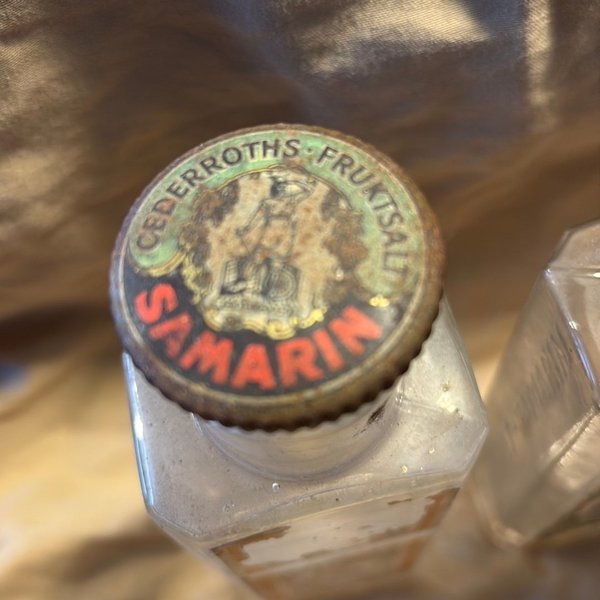 CEDERROTHS · FRUKTSALT
SAMARIN